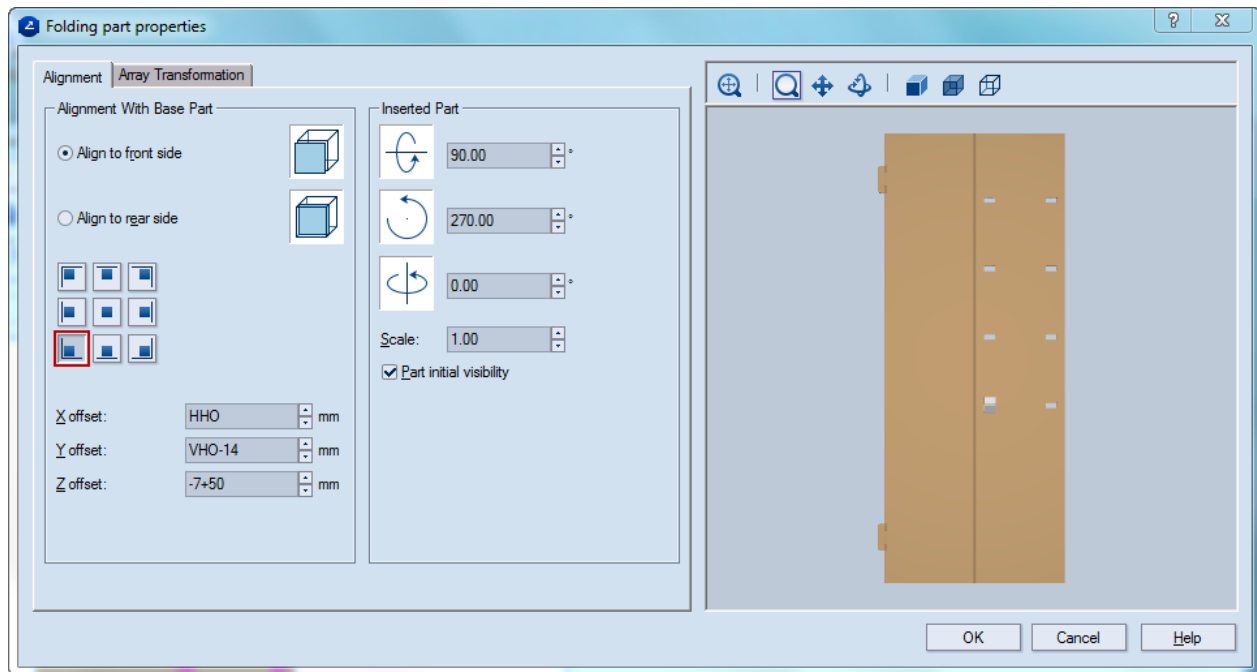 Folding part properties
Alignment
Array Transformation
Alignment With Base Part
Align to front side
Align to rear side
X offset: HHO mm
Y offset: VHO-14 mm
Z offset: -7+50 mm
Inserted Part
90.00 °
270.00 °
0.00 °
Scale: 1.00
Part initial visibility
OK
Cancel
Help